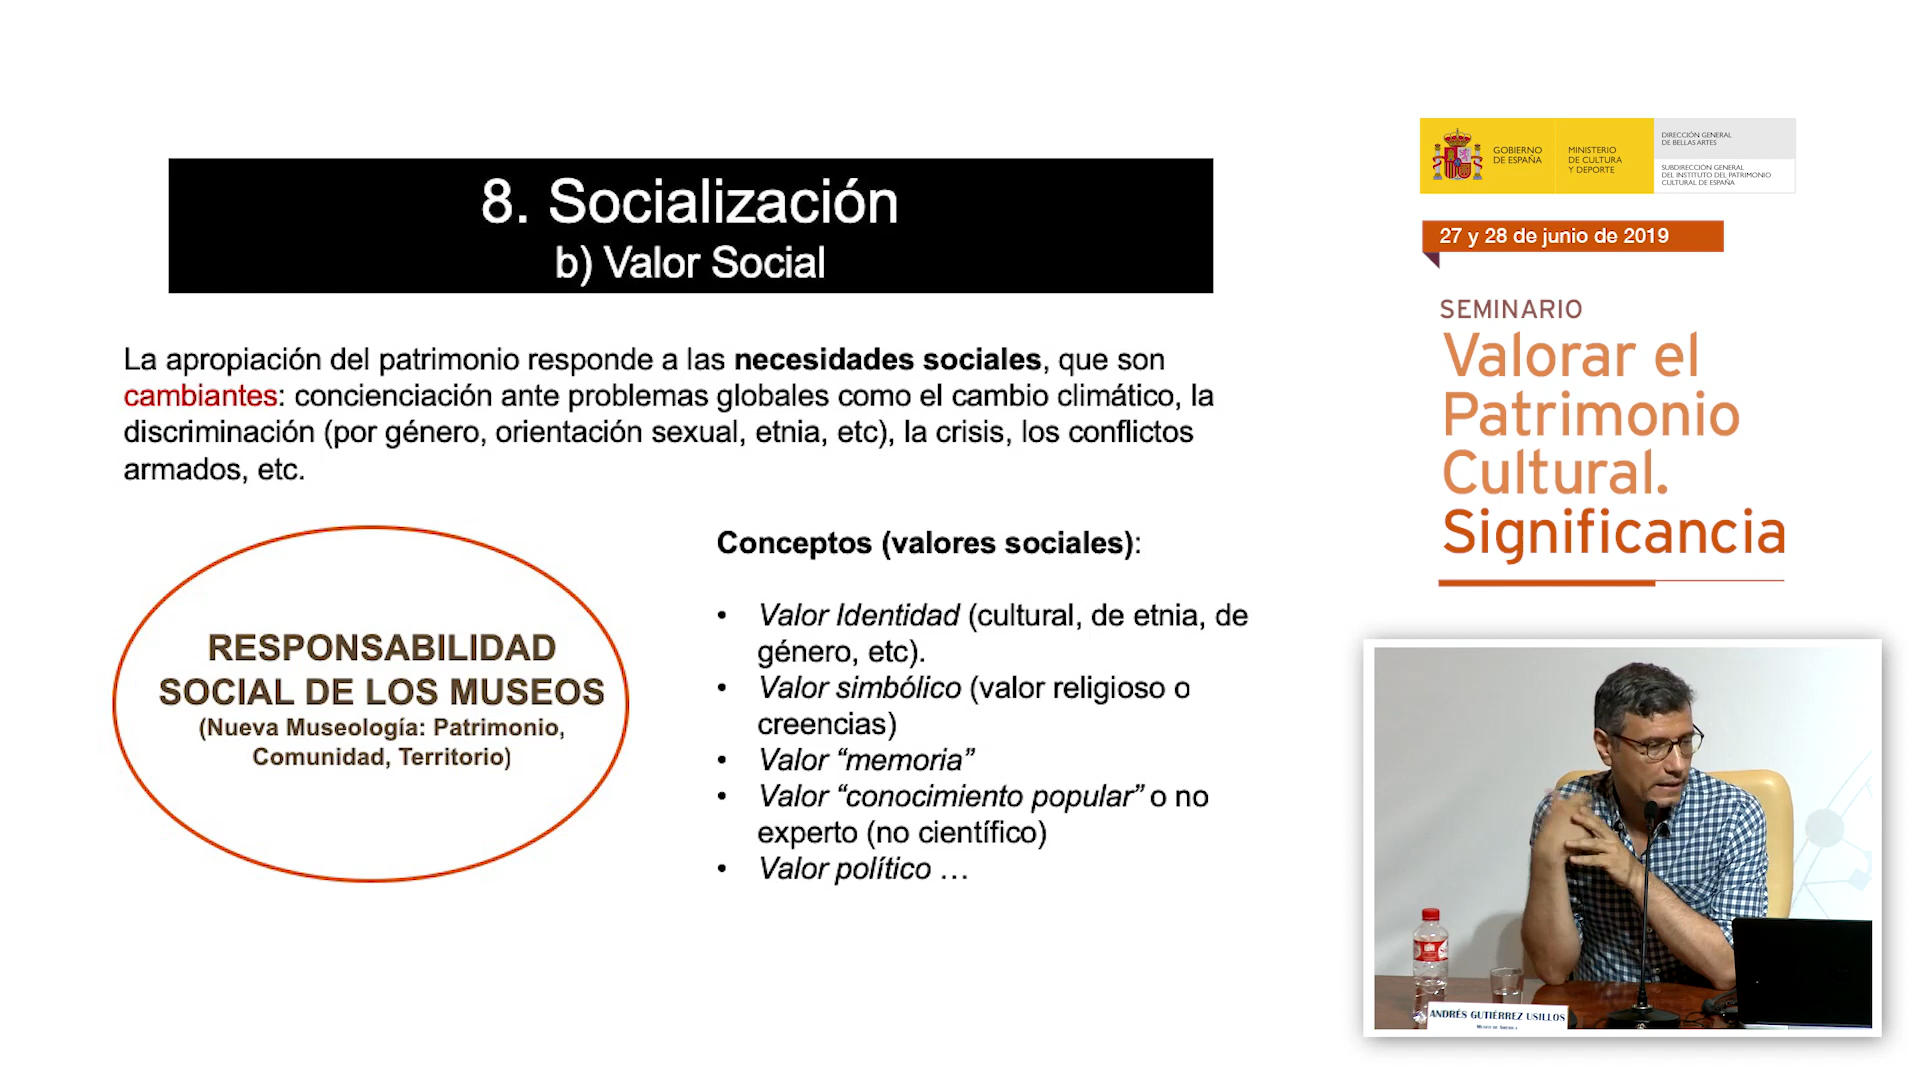 8. Socialización
b) Valor Social
La apropiación del patrimonio responde a las necesidades sociales, que son
cambiantes: concienciación ante problemas globales como el cambio climático, la
discriminación (por género, orientación sexual, etnia, etc), la crisis, los conflictos
armados, etc.
RESPONSABILIDAD
SOCIAL DE LOS MUSEOS
(Nueva Museología: Patrimonio,
Comunidad, Territorio)
Conceptos (valores sociales):
• Valor Identidad (cultural, de etnia, de
género, etc).
• Valor simbólico (valor religioso o
creencias)
• Valor “memoria”
• Valor “conocimiento popular” o no
experto (no científico)
• Valor político …
GOBIERNO
DE ESPAÑA
MINISTERIO
DE CULTURA
Y DEPORTE
DIRECCIÓN GENERAL
DE BELLAS ARTES
SUBDIRECCIÓN GENERAL
DEL INSTITUTO DEL PATRIMONIO
CULTURAL DE ESPAÑA
27 y 28 de junio de 2019
SEMINARIO
Valorar el
Patrimonio
Cultural.
Significancia
ANDRÉS GUTIÉRREZ USILLOS
MUSEO DE AMÉRICA